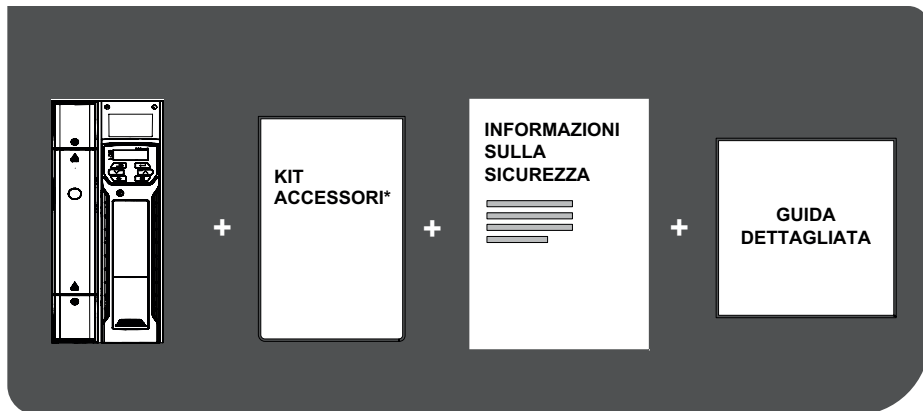 KIT
ACCESSORI*
INFORMAZIONI
SULLA
SICUREZZA
GUIDA
DETTAGLIATA